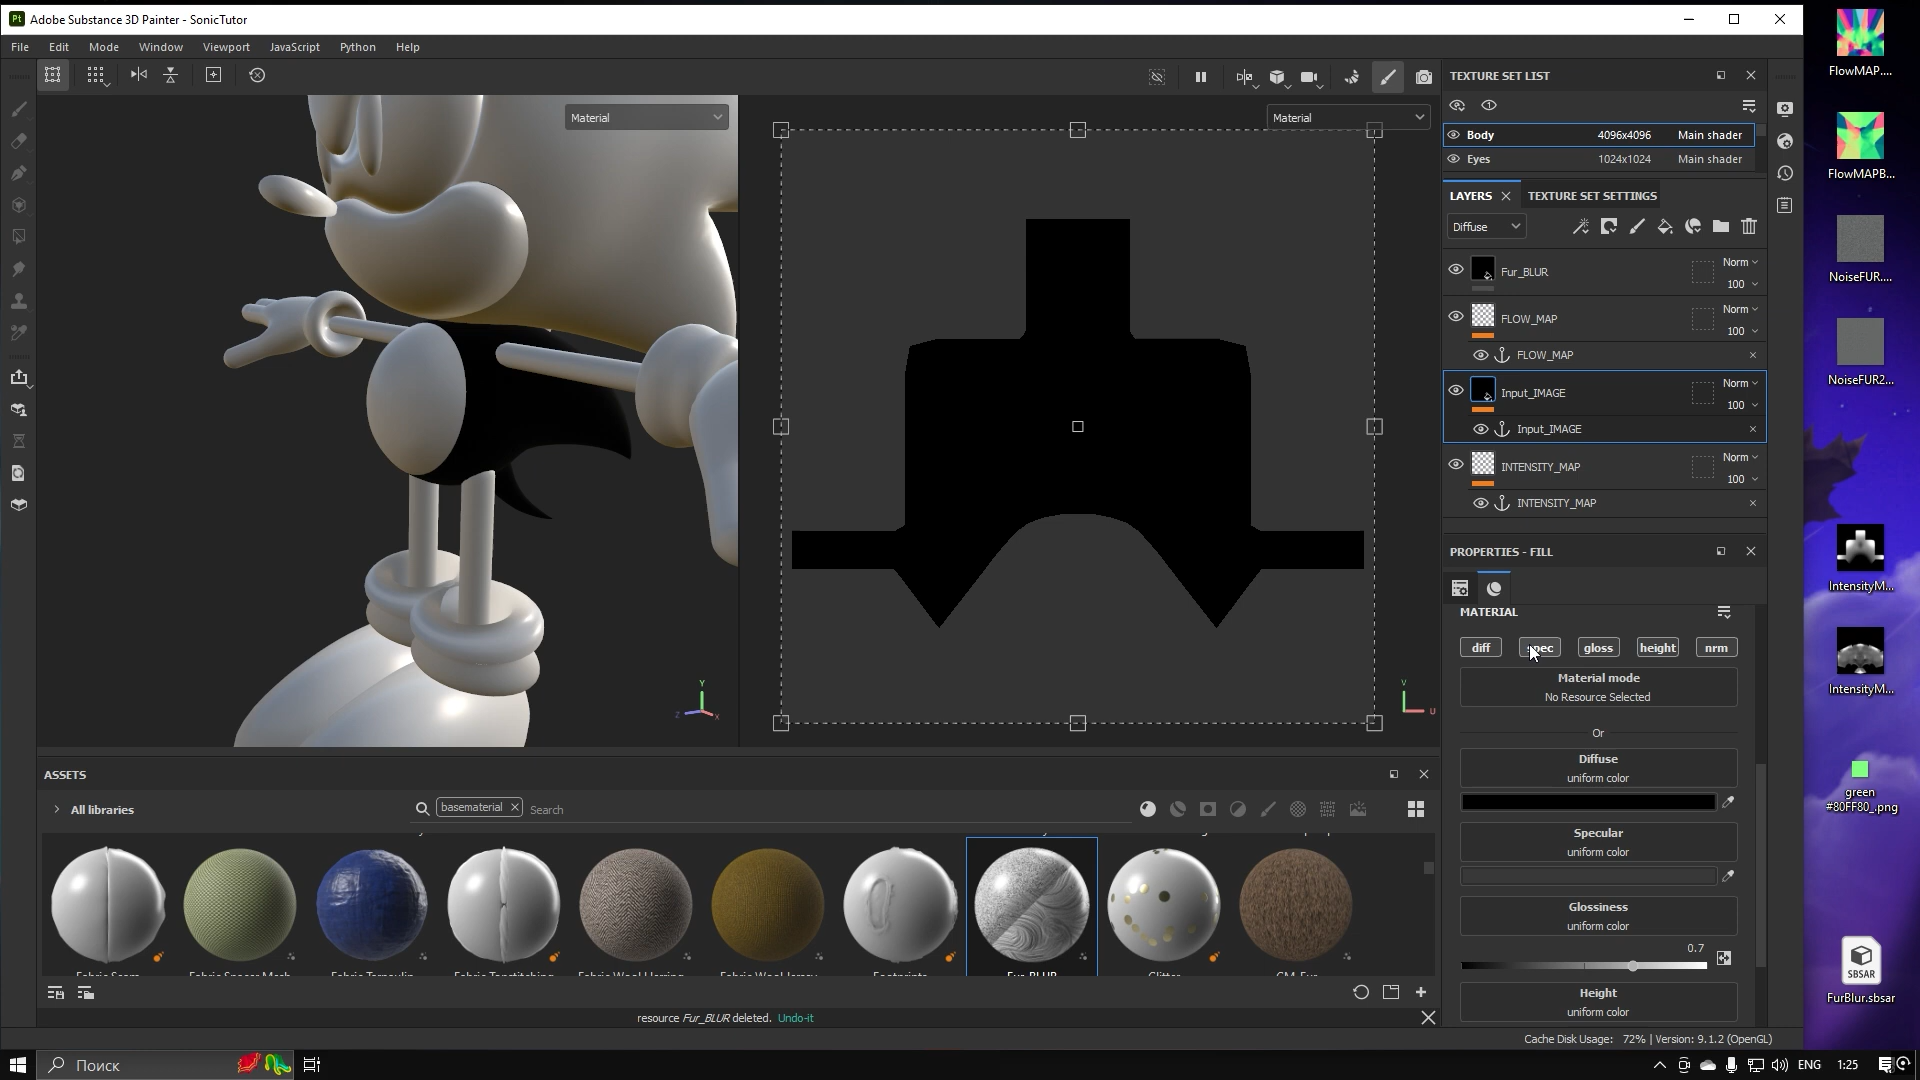 Pt Adobe Substance 3D Painter - SonicTutor
File Edit Mode Window Viewport JavaScript Python Help
Material
Material
Y
Z
X
V
U
TEXTURE SET LIST
1
Body 4096x4096 Main shader
Eyes 1024x1024 Main shader
LAYERS TEXTURE SET SETTINGS
Diffuse
Fur_BLUR Norm
100
FLOW_MAP Norm
100
FLOW_MAP
Input_IMAGE Norm
100
Input_IMAGE
INTENSITY_MAP Norm
100
INTENSITY_MAP
PROPERTIES - FILL
MATERIAL
diff gloss height nrm
Material mode
No Resource Selected
Or
Diffuse
uniform color
Specular
uniform color
Glossiness
uniform color
0.7
Height
uniform color
ASSETS
All libraries
basematerial Search
Fur_BLUR
Glitter
resource Fur_BLUR deleted. Undo-it
Cache Disk Usage: 72% | Version: 9.1.2 (OpenGL)
FlowMAP....
FlowMAPB...
NoiseFUR....
NoiseFUR2...
IntensityM...
IntensityM...
green
#80FF80_.png
SBSAR
FurBlur.sbsar
Поиск
ENG 1:25